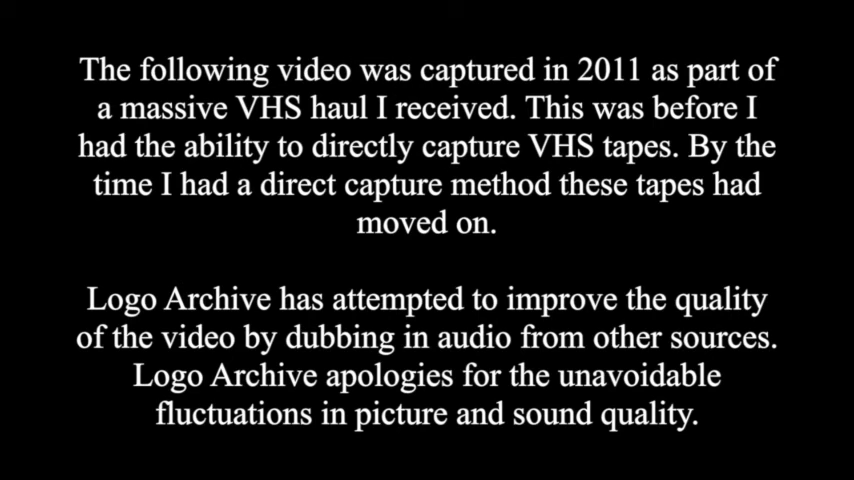 The following video was captured in 2011 as part of
a massive VHS haul I received. This was before I
had the ability to directly capture VHS tapes. By the
time I had a direct capture method these tapes had
moved on.
Logo Archive has attempted to improve the quality
of the video by dubbing in audio from other sources.
Logo Archive apologies for the unavoidable
fluctuations in picture and sound quality.